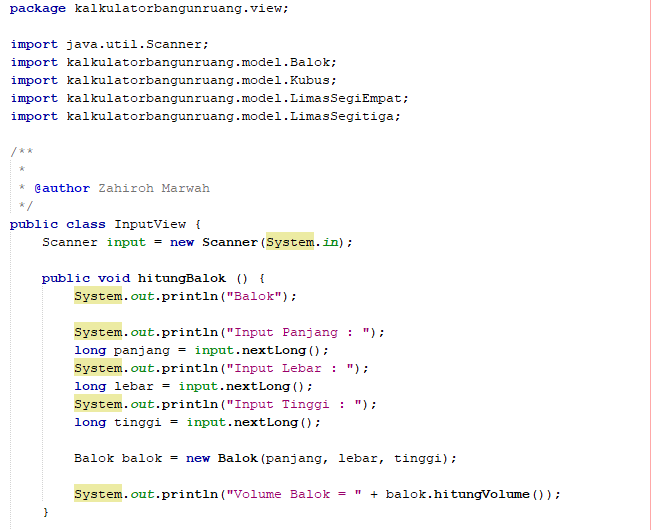 package kalkulatorbangunruang.view;
import java.util.Scanner;
import kalkulatorbangunruang.model.Balok;
import kalkulatorbangunruang.model.Kubus;
import kalkulatorbangunruang.model.LimasSegiEmpat;
import kalkulatorbangunruang.model.LimasSegitiga;
/**
*
* @author Zahiroh Marwah
*/
public class InputView {
Scanner input = new Scanner(System.in);
public void hitungBalok () {
System.out.println("Balok");
System.out.println("Input Panjang : ");
long panjang = input.nextLong();
System.out.println("Input Lebar : ");
long lebar = input.nextLong();
System.out.println("Input Tinggi : ");
long tinggi = input.nextLong();
Balok balok = new Balok(panjang, lebar, tinggi);
System.out.println("Volume Balok = " + balok.hitungVolume());
}